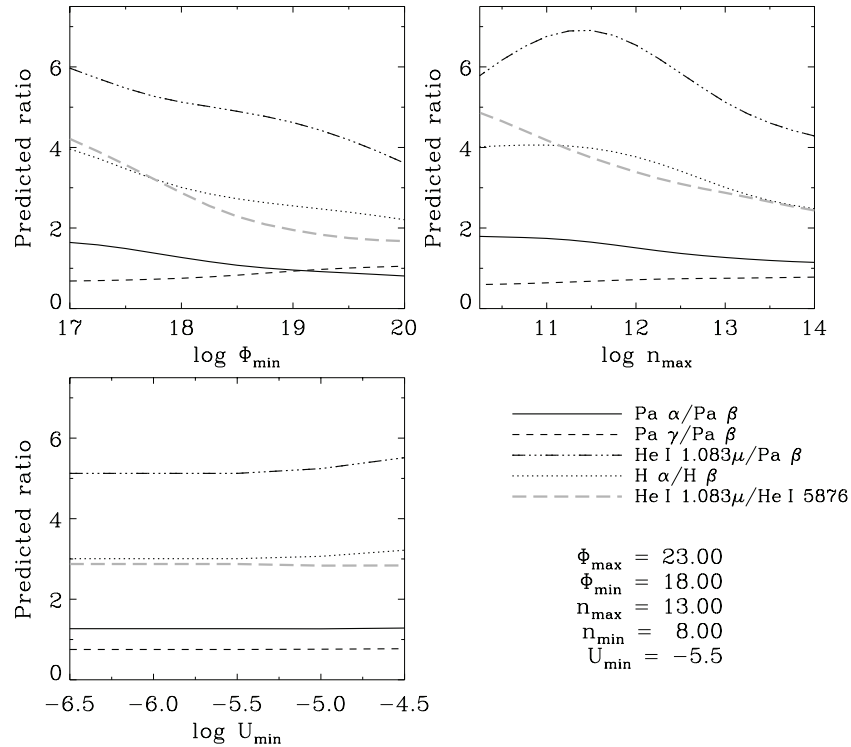 Predicted ratio
6
4
2
0
17 18 19 20
log Φmin
Predicted ratio
6
4
2
0
11 12 13 14
log nmax
Predicted ratio
6
4
2
0
−6.5 −6.0 −5.5 −5.0 −4.5
log Umin
Pa α/Pa β
Pa γ/Pa β
He I 1.083μ/Pa β
H α/H β
He I 1.083μ/He I 5876
Φmax = 23.00
Φmin = 18.00
nmax = 13.00
nmin = 8.00
Umin = −5.5